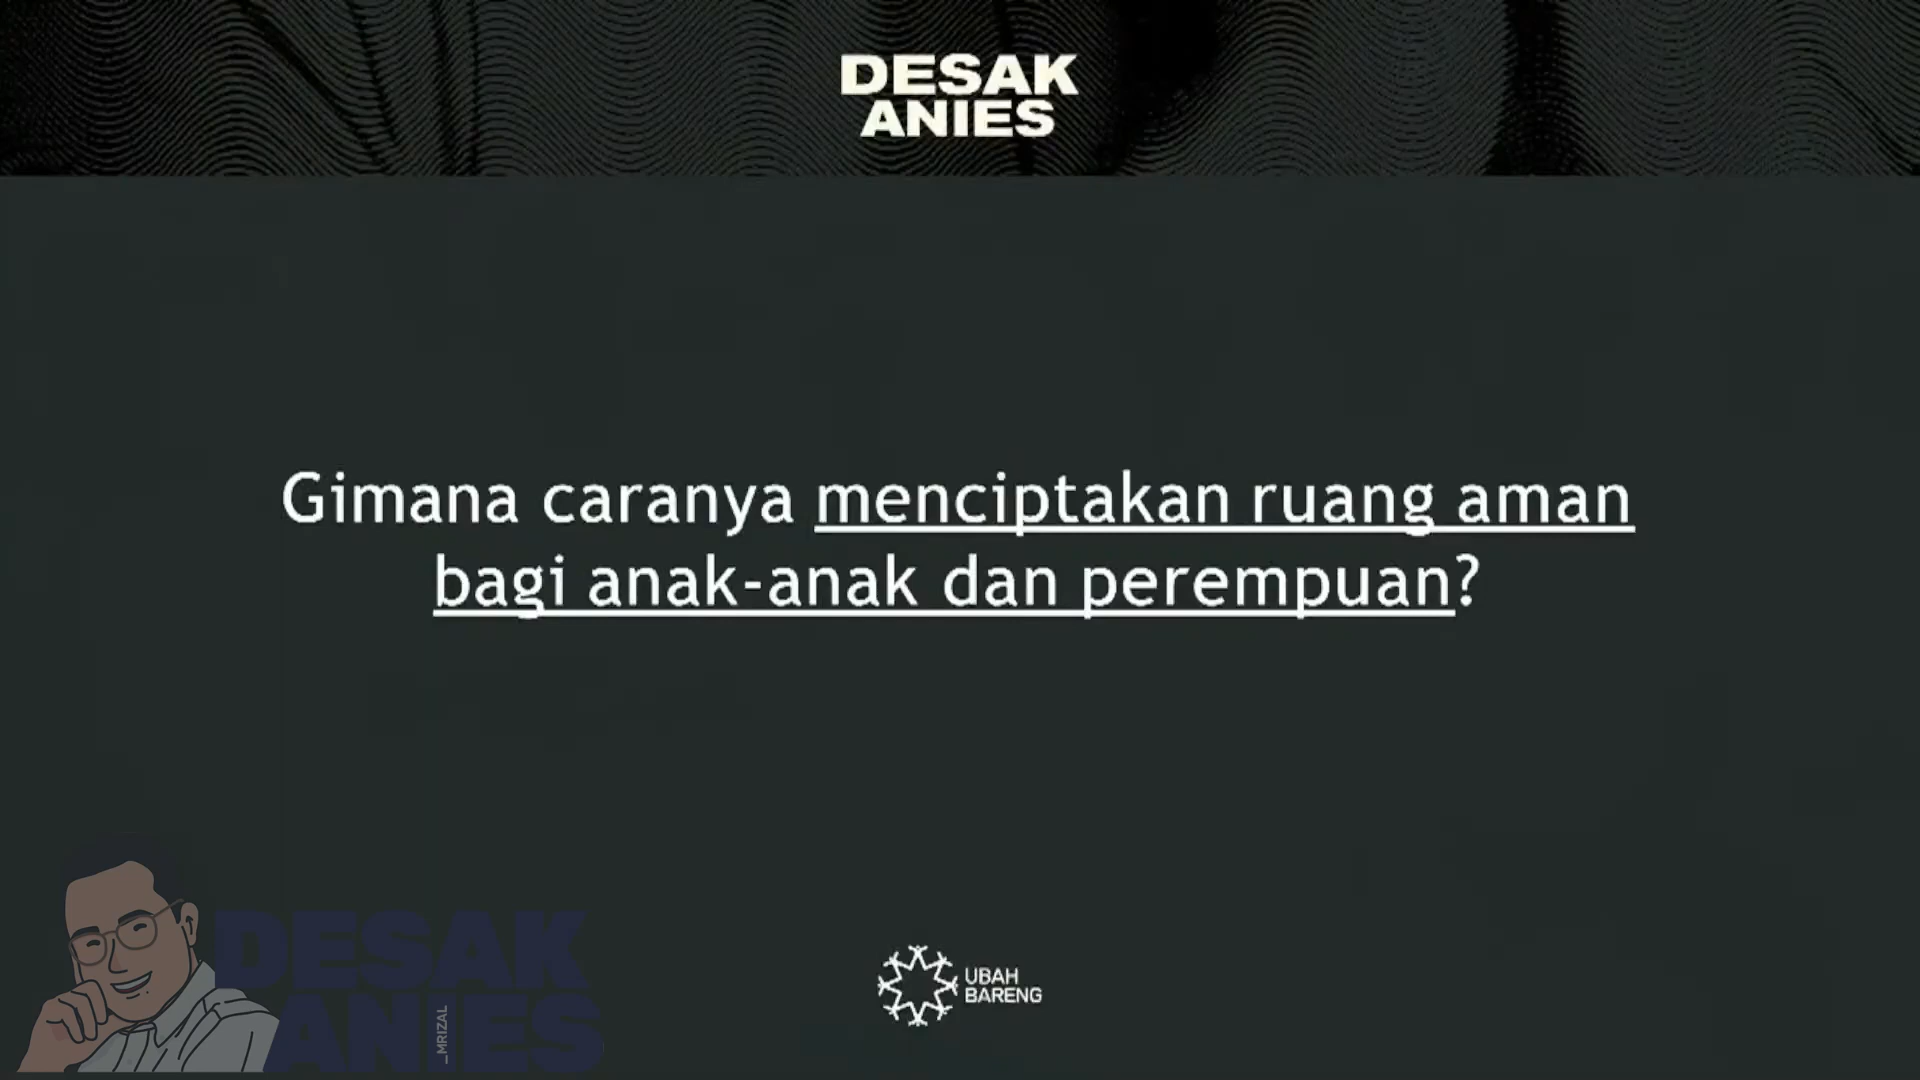 DESAK
ANIES
Gimana caranya menciptakan ruang aman
bagi anak-anak dan perempuan?
DESAK
ANIES
_MRIZAL
UBAH
BARENG